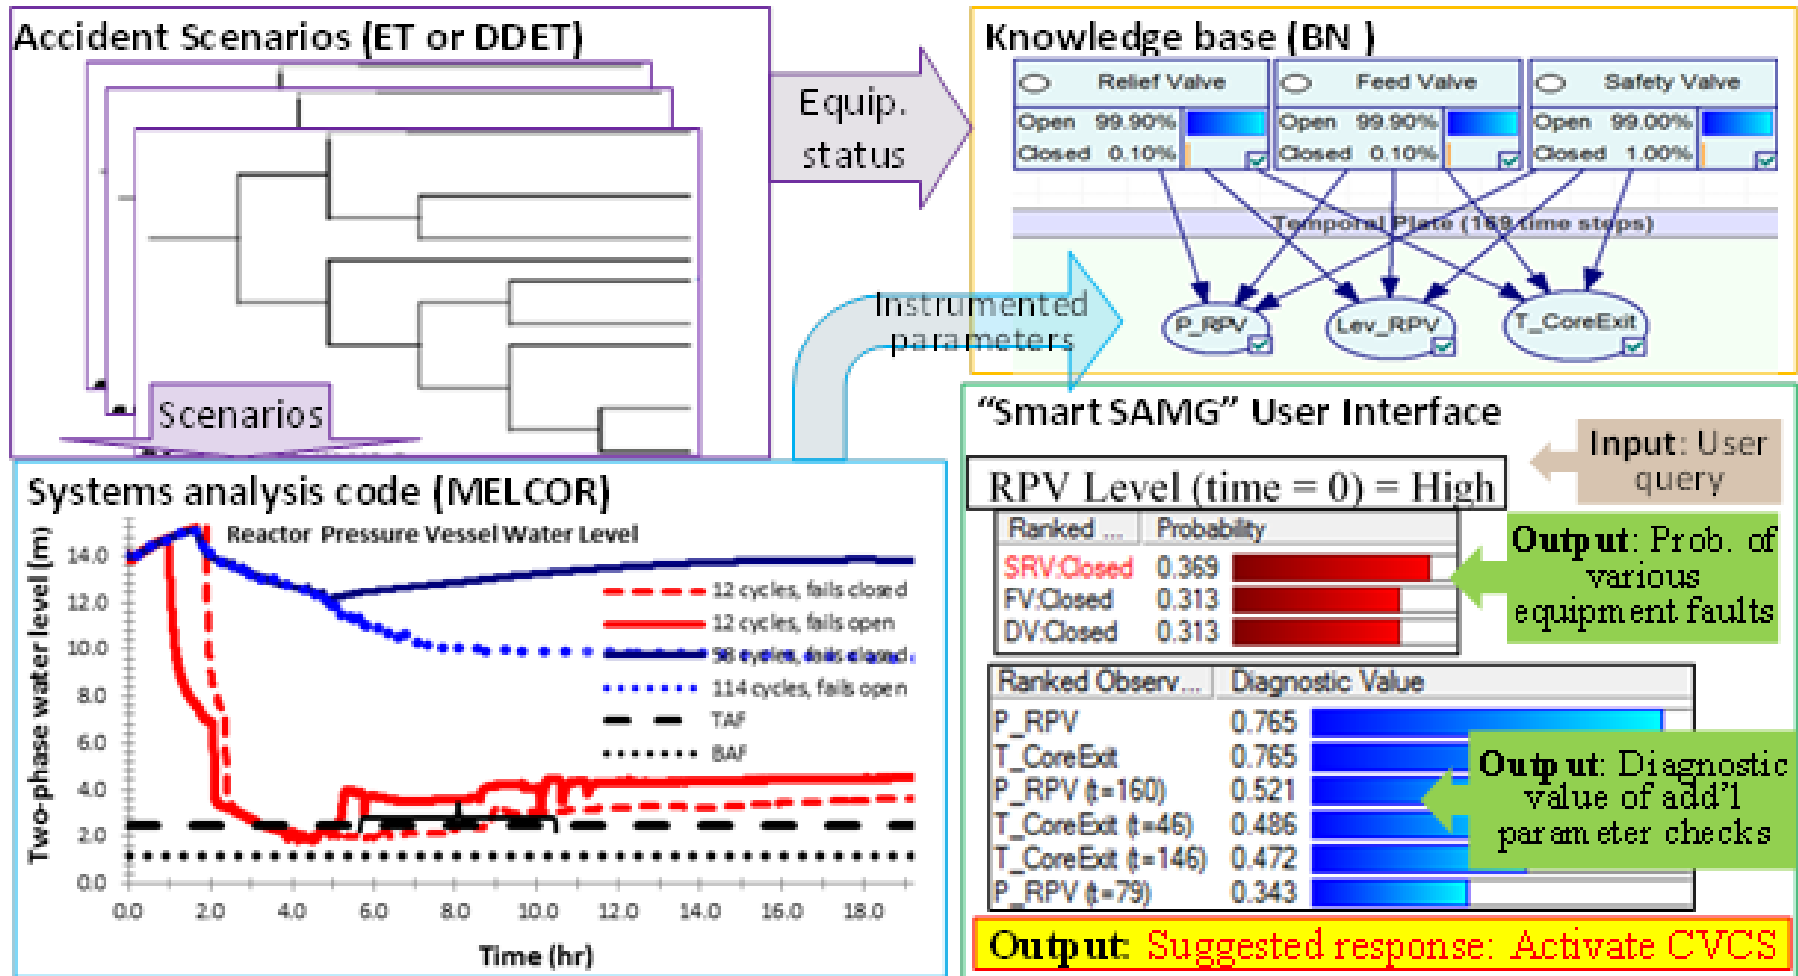 Accident Scenarios (ET or DDET)
Equip.
status
Scenarios
Knowledge base (BN )
Relief Valve
Open 99.90%
Closed 0.10%
Feed Valve
Open 99.90%
Closed 0.10%
Safety Valve
Open 99.00%
Closed 1.00%
Temporal Plate (169 time steps)
P_RPV
Lev_RPV
T_CoreExit
Instrumented
parameters
Systems analysis code (MELCOR)
Reactor Pressure Vessel Water Level
Two-phase water level (m)
14.0
12.0
10.0
8.0
6.0
4.0
2.0
0.0
0.0 2.0 4.0 6.0 8.0 10.0 12.0 14.0 16.0 18.0
Time (hr)
12 cycles, fails closed
12 cycles, fails open
cycles, fails closed
114 cycles, fails open
TAF
BAF
“Smart SAMG” User Interface
Input: User
query
RPV Level (time = 0) = High
Ranked ... Probability
SRV:Closed 0.369
FV:Closed 0.313
DV:Closed 0.313
Output: Prob. of
various
equipment faults
Ranked Observ... Diagnostic Value
P_RPV 0.765
T_CoreExit 0.765
P_RPV (t=160) 0.521
T_CoreExit (t=46) 0.486
T_CoreExit (t=146) 0.472
P_RPV (t=79) 0.343
Output: Diagnostic
value of add’l
parameter checks
Output: Suggested response: Activate CVCS